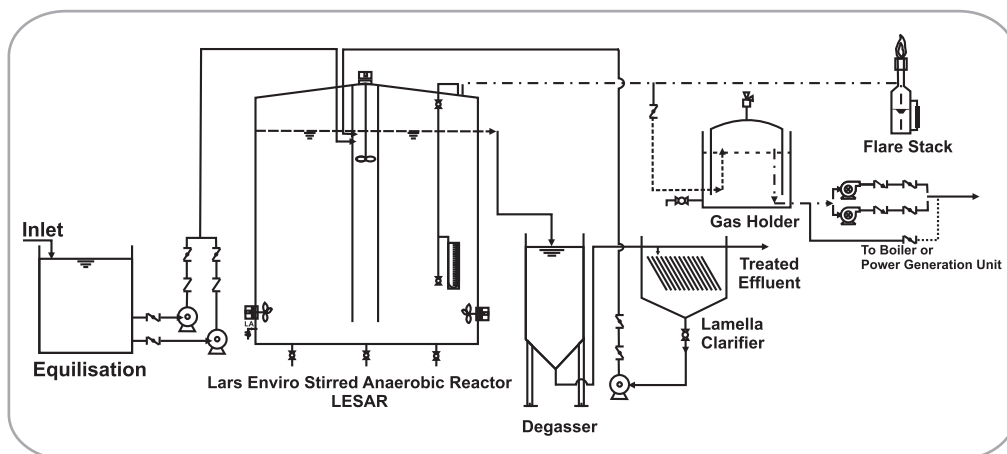 Inlet
Equilisation
M
LA
Lars Enviro Stirred Anaerobic Reactor
LESAR
Degasser
Lamella
Clarifier
Treated
Effluent
Gas Holder
Flare Stack
To Boiler or
Power Generation Unit